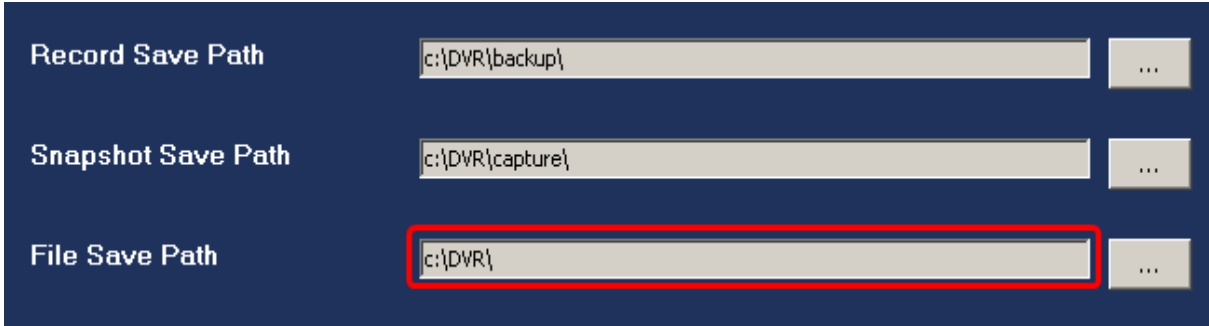 Record Save Path c:\DVR\backup\ ...
Snapshot Save Path c:\DVR\capture\ ...
File Save Path c:\DVR\ ...